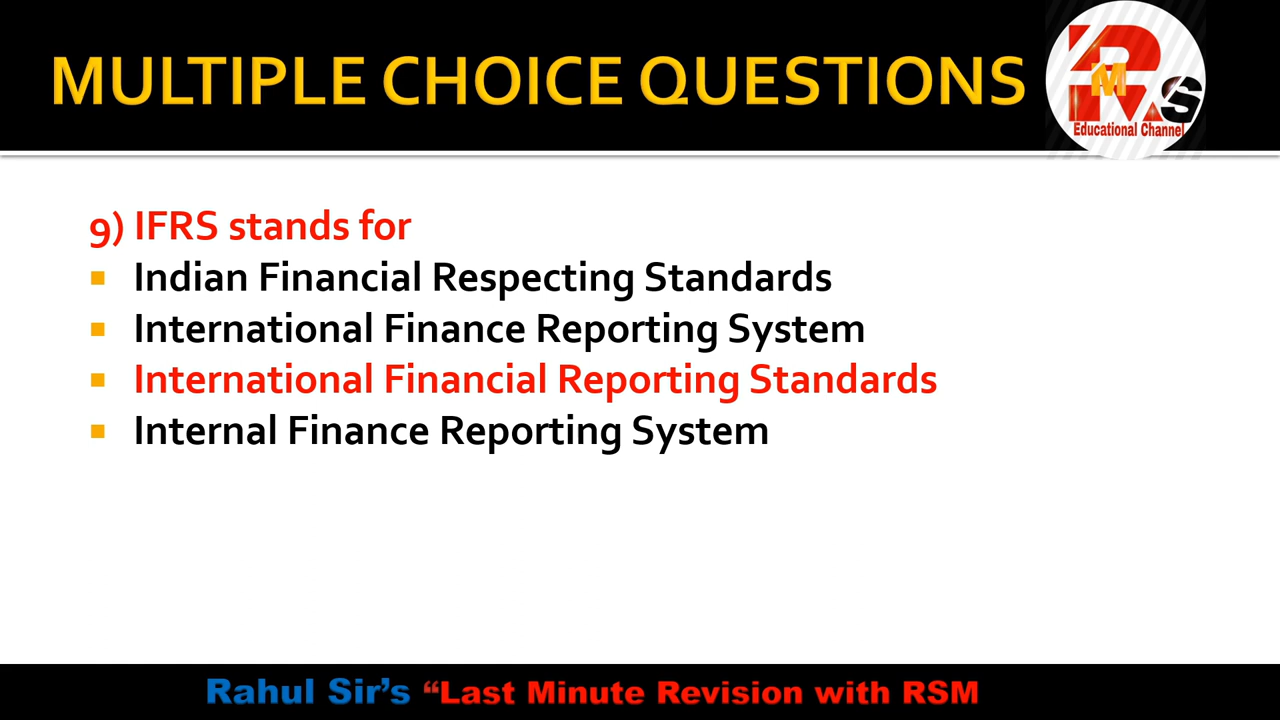 MULTIPLE CHOICE QUESTIONS
RMS
Educational Channel
9) IFRS stands for
Indian Financial Respecting Standards
International Finance Reporting System
International Financial Reporting Standards
Internal Finance Reporting System
Rahul Sir's “Last Minute Revision with RSM